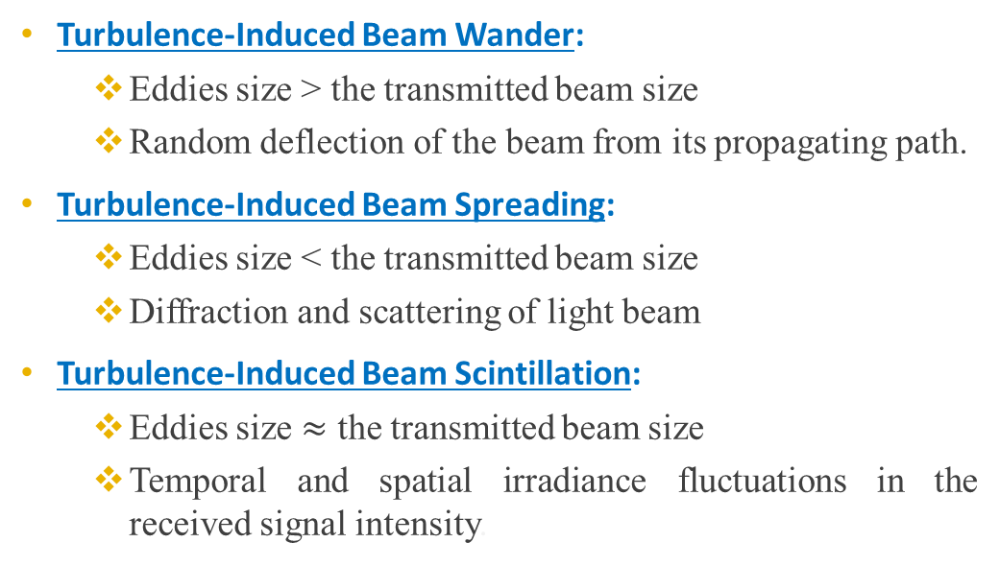 • Turbulence-Induced Beam Wander:
❖ Eddies size > the transmitted beam size
❖ Random deflection of the beam from its propagating path.
• Turbulence-Induced Beam Spreading:
❖ Eddies size < the transmitted beam size
❖ Diffraction and scattering of light beam
• Turbulence-Induced Beam Scintillation:
❖ Eddies size ≈ the transmitted beam size
❖ Temporal and spatial irradiance fluctuations in the
received signal intensity.